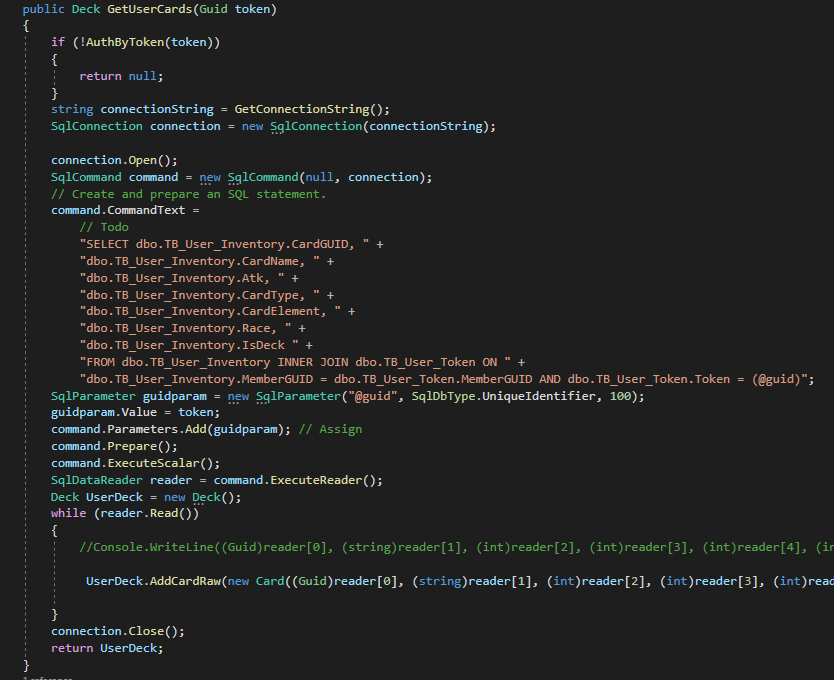 public Deck GetUserCards(Guid token)
{
if (!AuthByToken(token))
{
return null;
}
string connectionString = GetConnectionString();
SqlConnection connection = new SqlConnection(connectionString);
connection.Open();
SqlCommand command = new SqlCommand(null, connection);
// Create and prepare an SQL statement.
command.CommandText =
// Todo
"SELECT dbo.TB_User_Inventory.CardGUID, " +
"dbo.TB_User_Inventory.CardName, " +
"dbo.TB_User_Inventory.Atk, " +
"dbo.TB_User_Inventory.CardType, " +
"dbo.TB_User_Inventory.CardElement, " +
"dbo.TB_User_Inventory.Race, " +
"dbo.TB_User_Inventory.IsDeck " +
"FROM dbo.TB_User_Inventory INNER JOIN dbo.TB_User_Token ON " +
"dbo.TB_User_Inventory.MemberGUID = dbo.TB_User_Token.MemberGUID AND dbo.TB_User_Token.Token = (@guid)";
SqlParameter guidparam = new SqlParameter("@guid", SqlDbType.UniqueIdentifier, 100);
guidparam.Value = token;
command.Parameters.Add(guidparam); // Assign
command.Prepare();
command.ExecuteScalar();
SqlDataReader reader = command.ExecuteReader();
Deck UserDeck = new Deck();
while (reader.Read())
{
//Console.WriteLine((Guid)reader[0], (string)reader[1], (int)reader[2], (int)reader[3], (int)reader[4], (in
UserDeck.AddCardRaw(new Card((Guid)reader[0], (string)reader[1], (int)reader[2], (int)reader[3], (int)read
}
connection.Close();
return UserDeck;
}